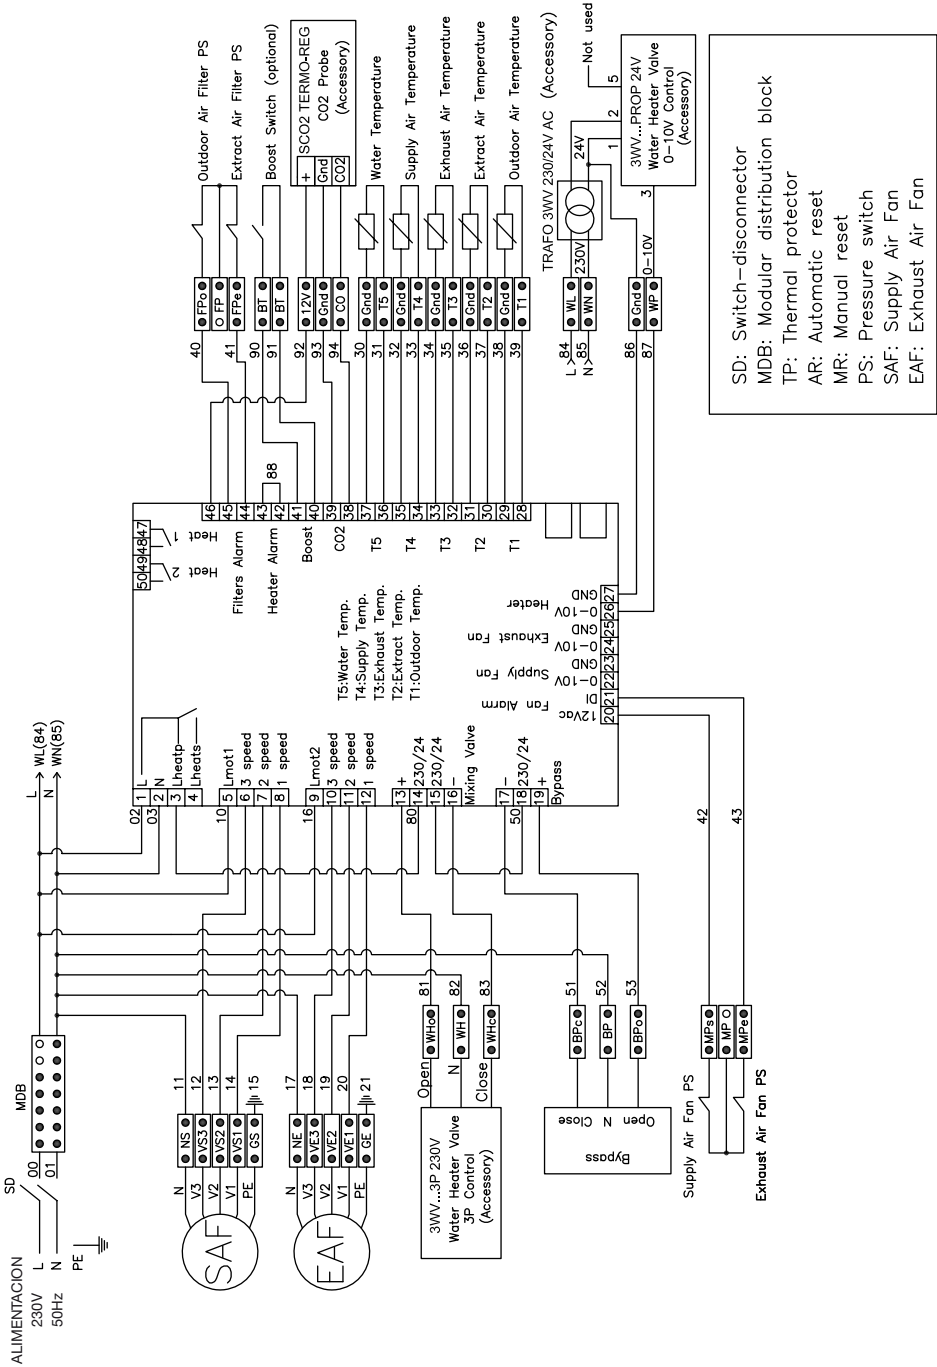 Outdoor Air Filter PS
Extract Air Filter PS
Boost Switch (optional)
SCO2 TERMO-REG
CO2 Probe
(Accessory)
+
Gnd
CO2
Water Temperature
Supply Air Temperature
Exhaust Air Temperature
Extract Air Temperature
Outdoor Air Temperature
TRAFO 3WV 230/24V AC (Accessory)
230V
24V
Not used
1
2
5
3
3WV...PROP 24V
Water Heater Valve
0-10V Control
(Accessory)
0-10V
40 FPo
FP
41 FPe
90 BT
91 BT
92 12V
93 Gnd
94 CO
30 Gnd
31 T5
32 Gnd
33 T4
34 Gnd
35 T3
36 Gnd
37 T2
38 Gnd
39 T1
L 84 WL
N 85 WN
86 Gnd
87 WP
SD: Switch-disconnector
MDB: Modular distribution block
TP: Thermal protector
AR: Automatic reset
MR: Manual reset
PS: Pressure switch
SAF: Supply Air Fan
EAF: Exhaust Air Fan
46
45
44
43
42
41
40
39
38
37
36
35
34
33
32
31
30
29
28
88
Filters Alarm
Heater Alarm
Boost
CO2
T5
T4
T3
T2
T1
50 49 48 47
Heat 2
Heat 1
T5:Water Temp.
T4:Supply Temp.
T3:Exhaust Temp.
T2:Extract Temp.
T1:Outdoor Temp.
27 GND
26 0-10V
Heater
25 GND
24 0-10V
Exhaust Fan
23 GND
22 0-10V
Supply Fan
21 DI
20 12Vac
Fan Alarm
L WL(84)
N WN(85)
02 1 L
03 2 N
3 Lheatp
4 Lheats
10 5 Lmot1
6 3 speed
7 2 speed
8 1 speed
16 9 Lmot2
10 3 speed
11 2 speed
12 1 speed
13 +
80 14 230/24
15 230/24
16 -
Mixing Valve
17 -
50 18 230/24
19 +
Bypass
42
43
MDB
SD
00
01
ALIMENTACION
230V L
50Hz N
PE
SAF
N NS 11
V3 VS3 12
V2 VS2 13
V1 VS1 14
PE GS 15
EAF
N NE 17
V3 VE3 18
V2 VE2 19
V1 VE1 20
PE GE 21
3WV...3P 230V
Water Heater Valve
3P Control
(Accessory)
Open WHo 81
N WH 82
Close WHc 83
Bypass
Close BPc 51
N BP 52
Open BPo 53
Supply Air Fan PS
Exhaust Air Fan PS
MPs
MP
MPe